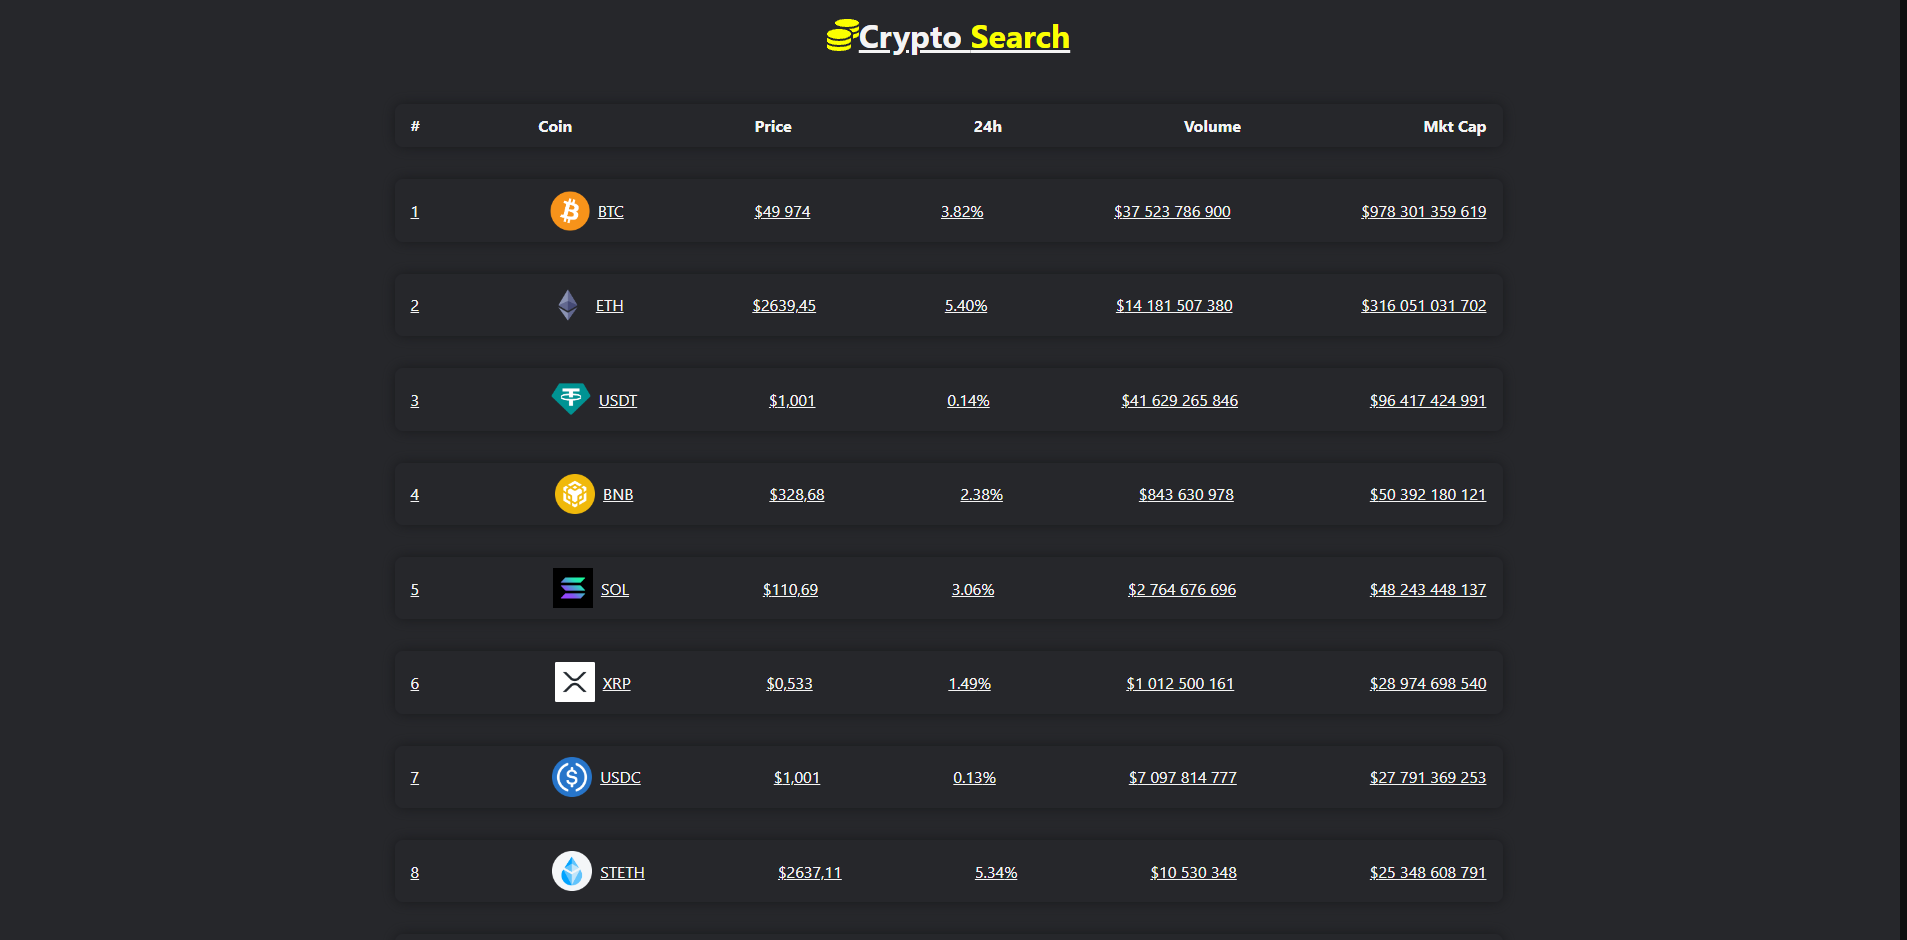 Crypto Search
# Coin Price 24h Volume Mkt Cap
1 BTC $49 974 3.82% $37 523 786 900 $978 301 359 619
2 ETH $2639,45 5.40% $14 181 507 380 $316 051 031 702
3 USDT $1,001 0.14% $41 629 265 846 $96 417 424 991
4 BNB $328,68 2.38% $843 630 978 $50 392 180 121
5 SOL $110,69 3.06% $2 764 676 696 $48 243 448 137
6 XRP $0,533 1.49% $1 012 500 161 $28 974 698 540
7 USDC $1,001 0.13% $7 097 814 777 $27 791 369 253
8 STETH $2637,11 5.34% $10 530 348 $25 348 608 791